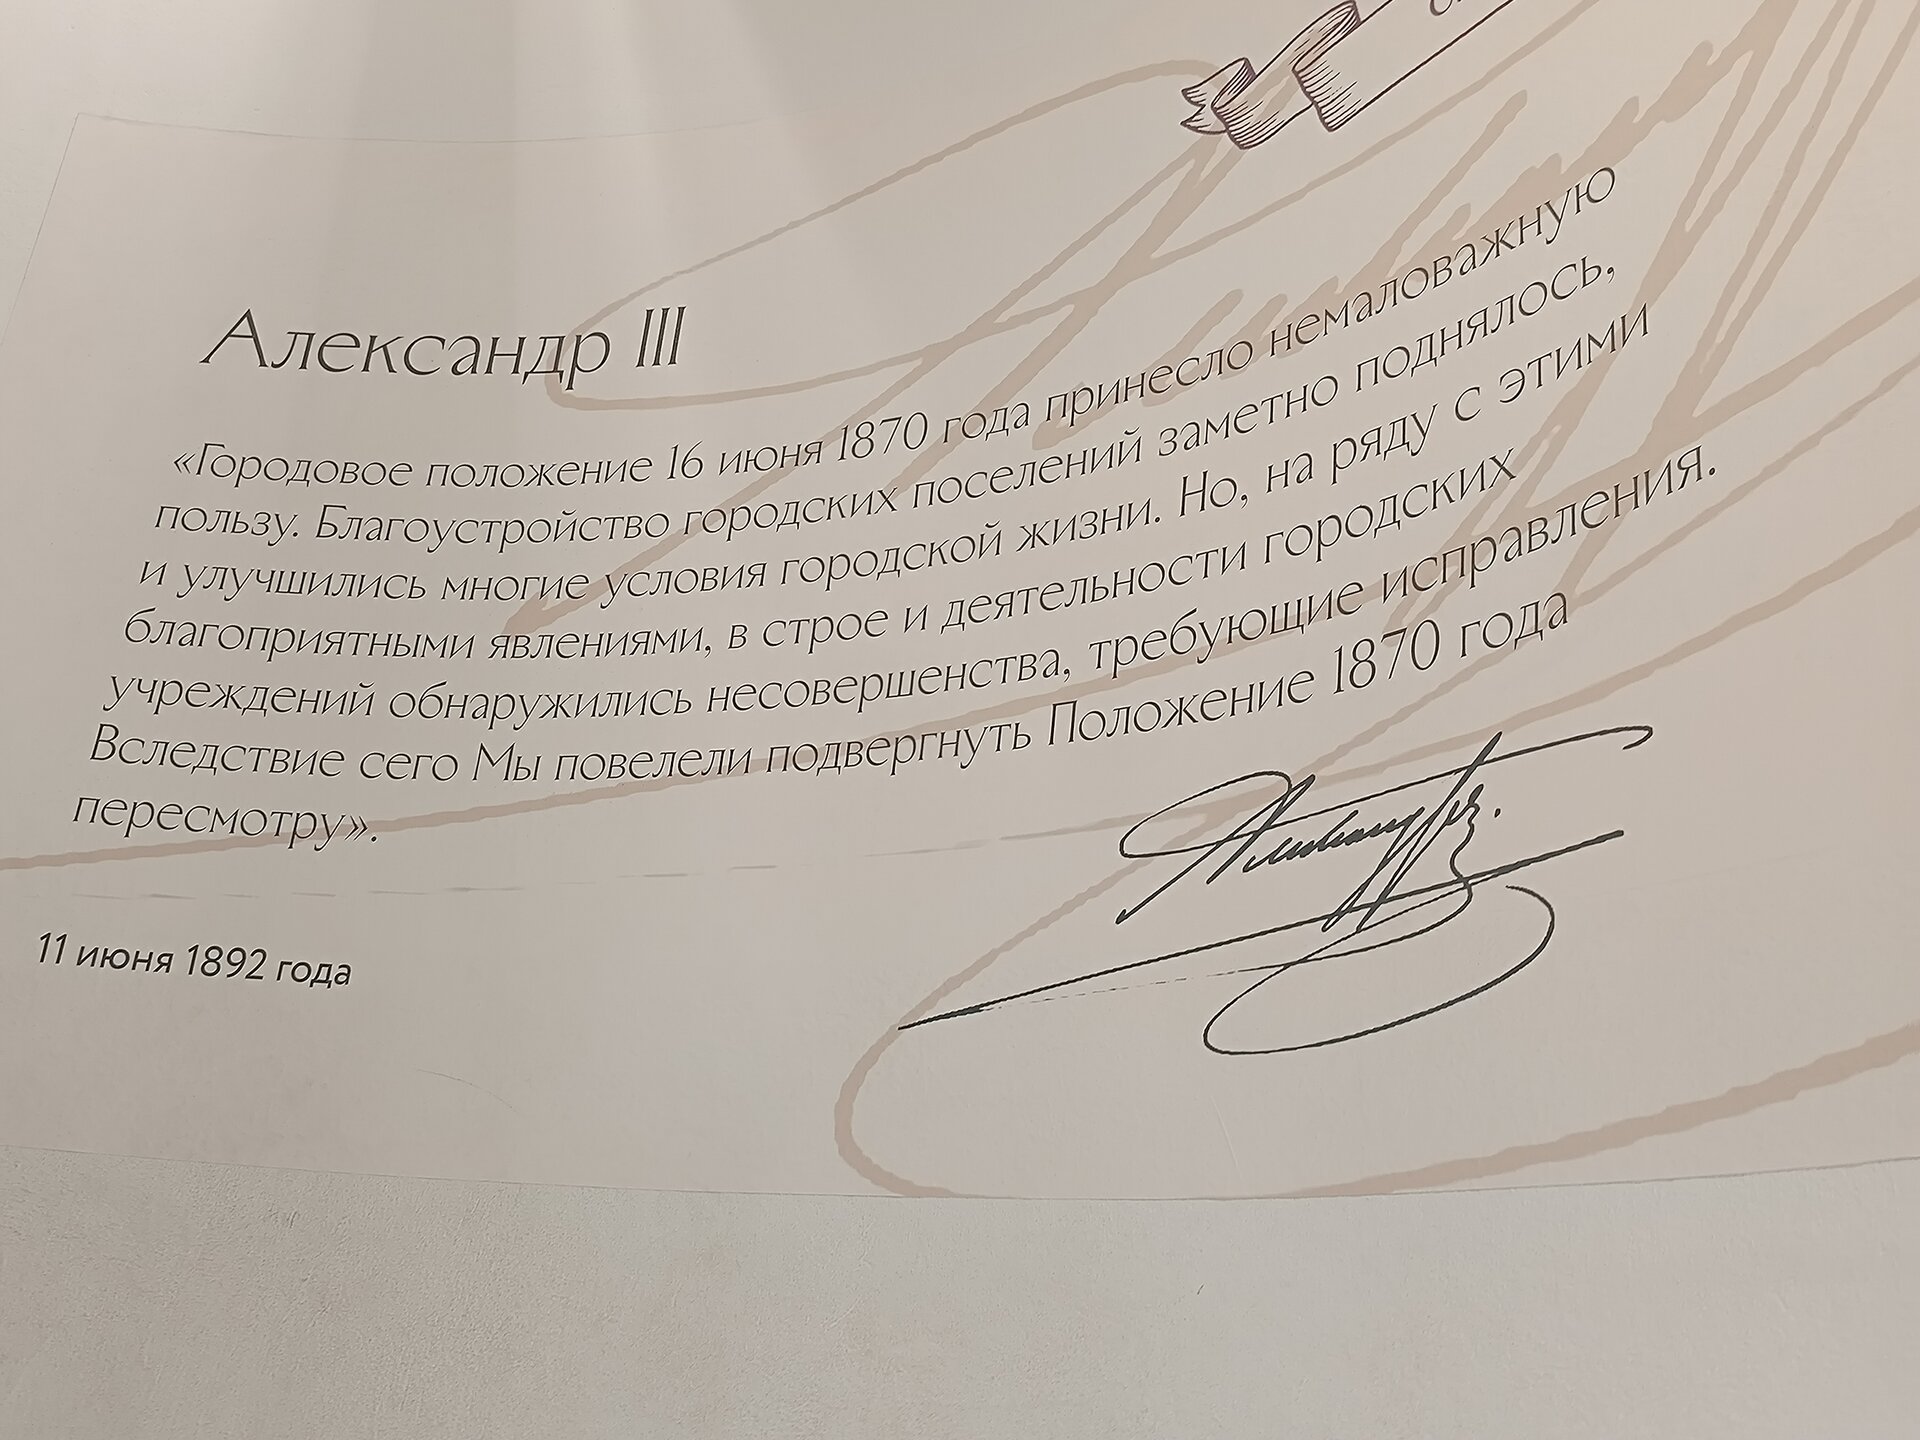 Александр III
«Городовое положение 16 июня 1870 года принесло немаловажную
пользу. Благоустройство городских поселений заметно поднялось,
и улучшились многие условия городской жизни. Но, на ряду с этими
благоприятными явлениями, в строе и деятельности городских
учреждений обнаружились несовершенства, требующие исправления.
Вследствие сего Мы повелели подвергнуть Положение 1870 года
пересмотру».
Александр.
11 июня 1892 года